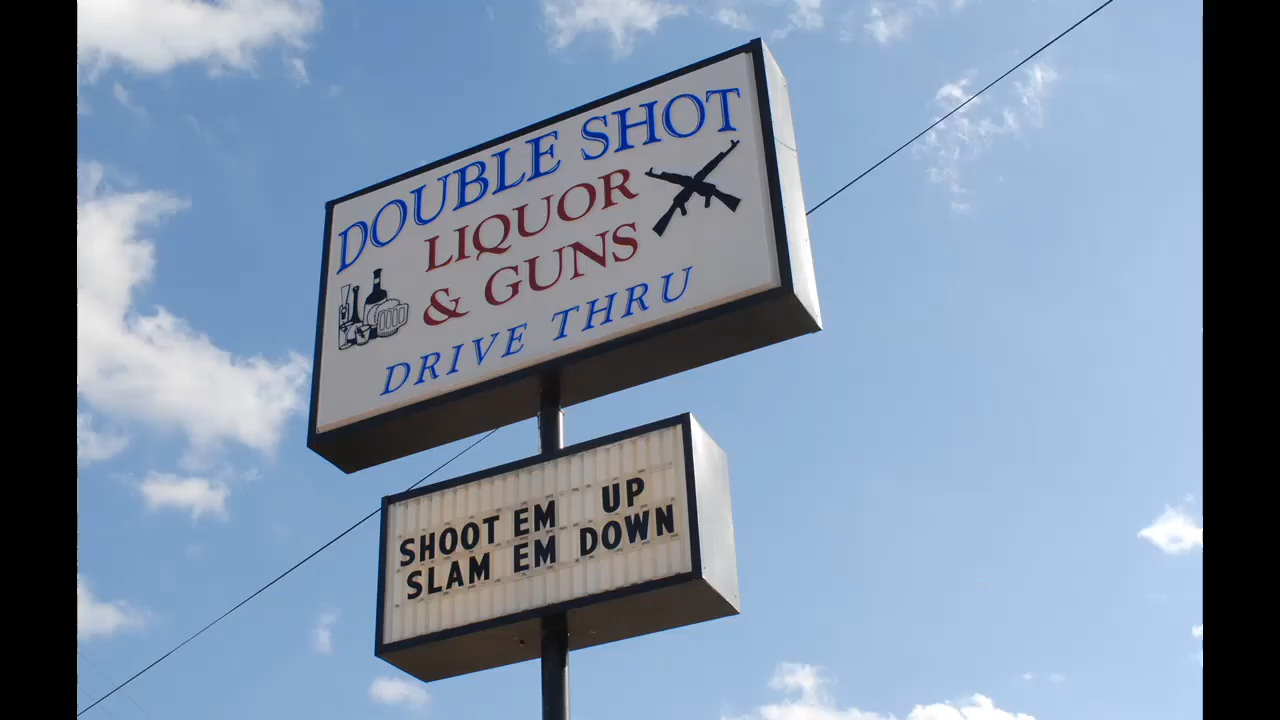 DOUBLE SHOT
LIQUOR
& GUNS
DRIVE THRU
SHOOT EM UP
SLAM EM DOWN